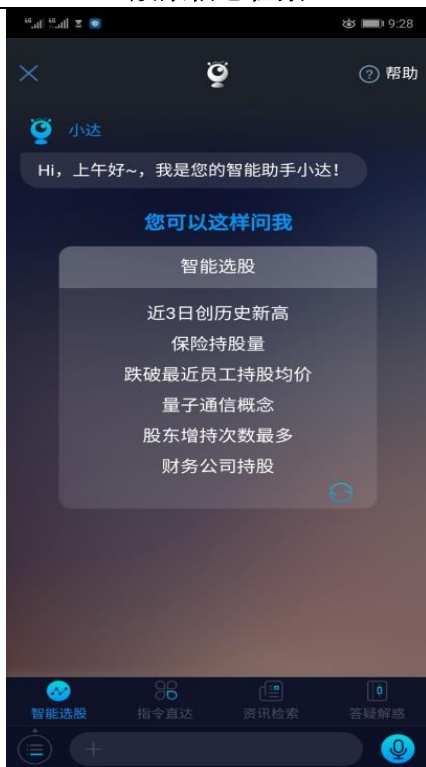 46 46 9:28
? 帮助
小达
Hi，上午好~，我是您的智能助手小达！
您可以这样问我
智能选股
近3日创历史新高
保险持股量
跌破最近员工持股均价
量子通信概念
股东增持次数最多
财务公司持股
智能选股 指令直达 资讯检索 答疑解惑